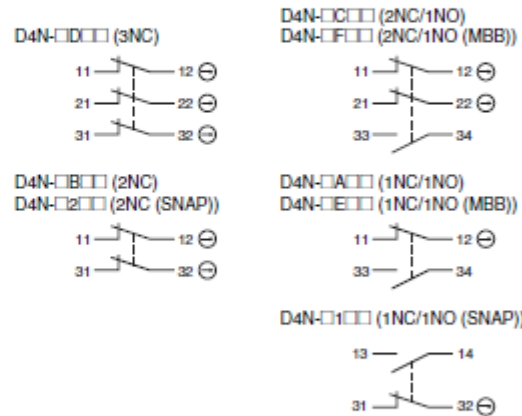 D4N-□D□□ (3NC)
11 12
21 22
31 32
D4N-□B□□ (2NC)
D4N-□2□□ (2NC (SNAP))
11 12
31 32
D4N-□C□□ (2NC/1NO)
D4N-□F□□ (2NC/1NO (MBB))
11 12
21 22
33 34
D4N-□A□□ (1NC/1NO)
D4N-□E□□ (1NC/1NO (MBB))
11 12
33 34
D4N-□1□□ (1NC/1NO (SNAP))
13 14
31 32